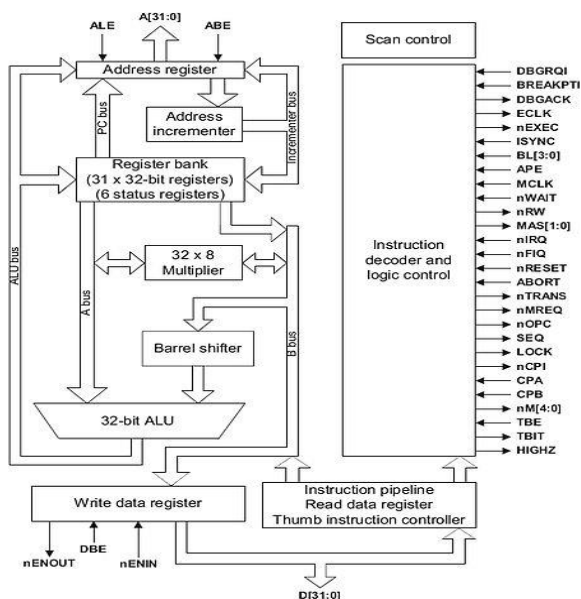 A[31:0]
ALE
ABE
Scan control
Address register
PC bus
Address
incrementer
Incrementer bus
Register bank
(31 x 32-bit registers)
(6 status registers)
ALU bus
A bus
32 x 8
Multiplier
B bus
Barrel shifter
32-bit ALU
Write data register
Instruction pipeline
Read data register
Thumb instruction controller
nENOUT
DBE
nENIN
D[31:0]
Instruction
decoder and
logic control
DBGRQI
BREAKPTI
DBGACK
ECLK
nEXEC
ISYNC
BL[3:0]
APE
MCLK
nWAIT
nRW
MAS[1:0]
nIRQ
nFIQ
nRESET
ABORT
nTRANS
nMREQ
nOPC
SEQ
LOCK
nCPI
CPA
CPB
nM[4:0]
TBE
TBIT
HIGHZ